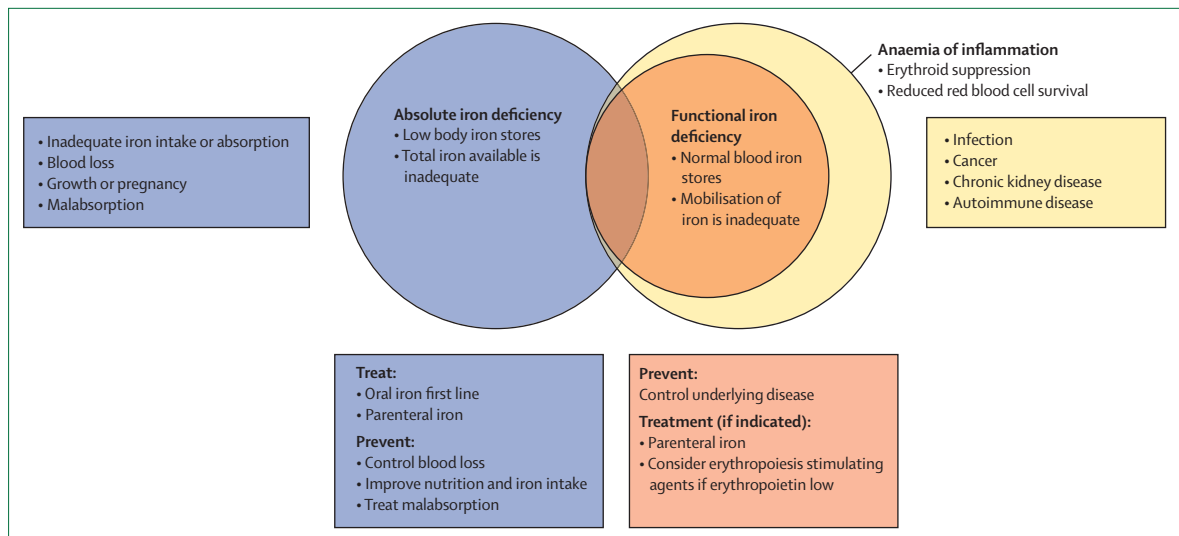 Anaemia of inflammation
• Erythroid suppression
• Reduced red blood cell survival
Absolute iron deficiency
• Low body iron stores
• Total iron available is
inadequate
Functional iron
deficiency
• Normal blood iron
stores
• Mobilisation of
iron is inadequate
• Inadequate iron intake or absorption
• Blood loss
• Growth or pregnancy
• Malabsorption
• Infection
• Cancer
• Chronic kidney disease
• Autoimmune disease
Treat:
• Oral iron first line
• Parenteral iron
Prevent:
• Control blood loss
• Improve nutrition and iron intake
• Treat malabsorption
Prevent:
Control underlying disease
Treatment (if indicated):
• Parenteral iron
• Consider erythropoiesis stimulating
agents if erythropoietin low